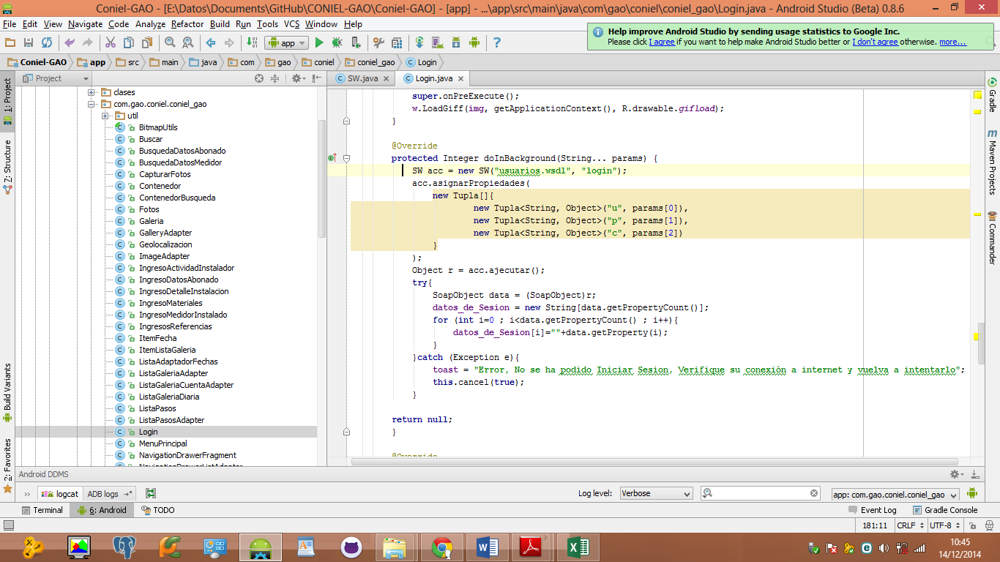 Coniel-GAO - [E:\Datos\Documents\GitHub\CONIEL-GAO\Coniel-GAO] - [app] - ...\app\src\main\java\com\gao\coniel\coniel_gao\Login.java - Android Studio (Beta) 0.8.6
File Edit View Navigate Code Analyze Refactor Build Run Tools VCS Window Help
Help improve Android Studio by sending usage statistics to Google Inc.
Please click I agree if you want to help make Android Studio better or I don't agree otherwise. more...
app
Coniel-GAO app src main java com gao coniel coniel_gao Login
Project
SW.java Login.java
1: Project
Z: Structure
Build Variants
2: Favorites
clases
com.gao.coniel.coniel_gao
util
BitmapUtils
Buscar
BusquedaDatosAbonado
BusquedaDatosMedidor
CapturarFotos
Contenedor
ContenedorBusqueda
Fotos
Galeria
GalleryAdapter
Geolocalizacion
ImageAdapter
IngresoActividadInstalador
IngresoDatosAbonado
IngresoDetalleInstalacion
IngresoMateriales
IngresoMedidorInstalado
IngresosReferencias
ItemFecha
ItemListaGaleria
ListaAdaptadorFechas
ListaGaleriaAdapter
ListaGaleriaCuentaAdapter
ListaGaleriaDiaria
ListaPasos
ListaPasosAdapter
Login
MenuPrincipal
NavigationDrawerFragment
NavigationDrawerListAdapter
super.onPreExecute();
w.LoadGiff(img, getApplicationContext(), R.drawable.gifload);
}
@Override
protected Integer doInBackground(String... params) {
SW acc = new SW("usuarios.wsdl", "login");
acc.asignarPropiedades(
new Tupla[]{
new Tupla<String, Object>("u", params[0]),
new Tupla<String, Object>("p", params[1]),
new Tupla<String, Object>("c", params[2])
}
);
Object r = acc.ajecutar();
try{
SoapObject data = (SoapObject)r;
datos_de_Sesion = new String[data.getPropertyCount()];
for (int i=0 ; i<data.getPropertyCount() ; i++){
datos_de_Sesion[i]=""+data.getProperty(i);
}
}catch (Exception e){
toast = "Error, No se ha podido Iniciar Sesion, Verifique su conexión a internet y vuelva a intentarlo";
this.cancel(true);
}
return null;
}
@Override
Gradle
Maven Projects
Commander
Android DDMS
logcat ADB logs Log level: Verbose app: com.gao.coniel.coniel_gao
Terminal 6: Android TODO Event Log Gradle Console
181:11 CRLF UTF-8
10:45
14/12/2014